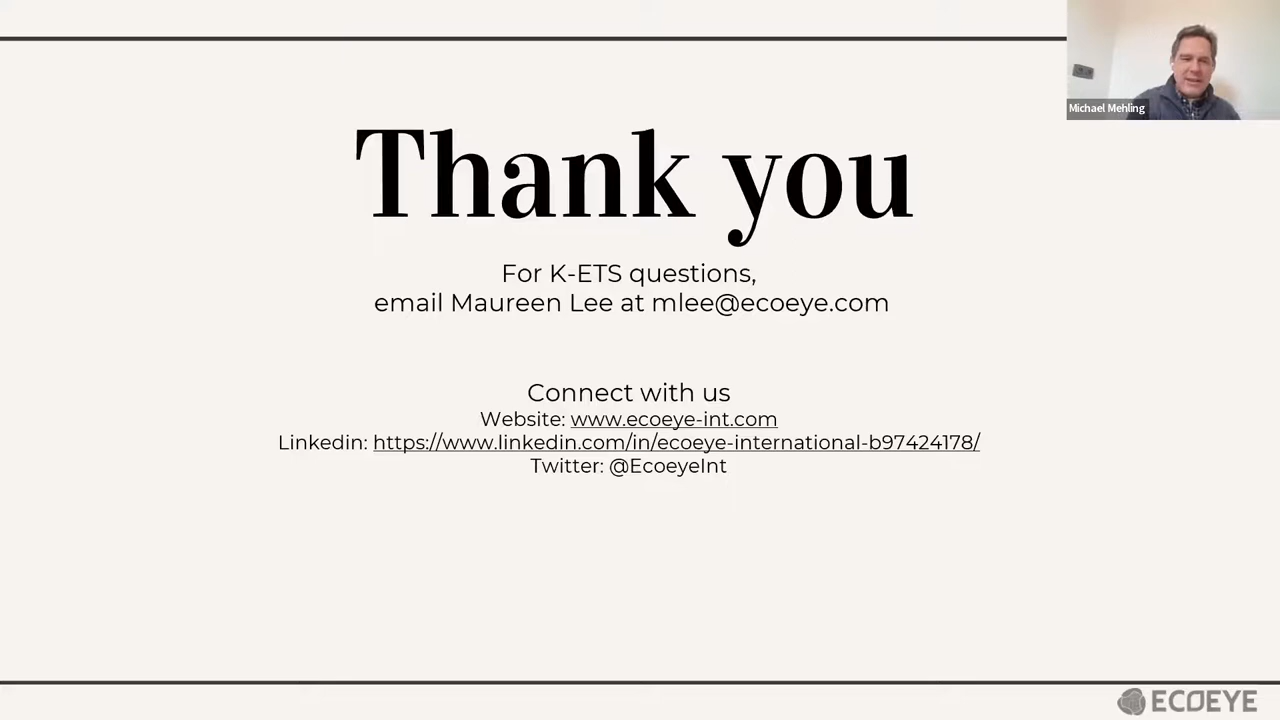 Michael Mehling
Thank you
For K-ETS questions,
email Maureen Lee at mlee@ecoeye.com
Connect with us
Website: www.ecoeye-int.com
Linkedin: https://www.linkedin.com/in/ecoeye-international-b97424178/
Twitter: @EcoeyeInt
ECOEYE